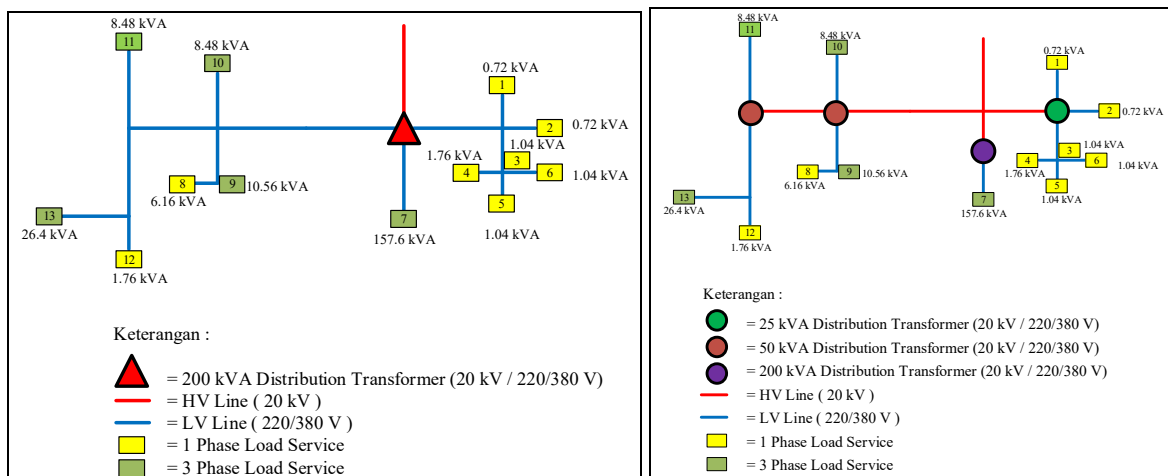 8.48 kVA
11
8.48 kVA
10
0.72 kVA
1
2
0.72 kVA
1.04 kVA
1.76 kVA
3
4
6
1.04 kVA
8
9
10.56 kVA
6.16 kVA
5
13
7
26.4 kVA
157.6 kVA
1.04 kVA
12
1.76 kVA
Keterangan :
= 200 kVA Distribution Transformer (20 kV / 220/380 V)
= HV Line ( 20 kV )
= LV Line ( 220/380 V )
= 1 Phase Load Service
= 3 Phase Load Service
8.48 kVA
11
8.48 kVA
10
0.72 kVA
1
2
0.72 kVA
3
1.04 kVA
4
6
1.04 kVA
1.76 kVA
8
9
10.56 kVA
6.16 kVA
5
1.04 kVA
13
7
26.4 kVA
157.6 kVA
12
1.76 kVA
Keterangan :
= 25 kVA Distribution Transformer (20 kV / 220/380 V)
= 50 kVA Distribution Transformer (20 kV / 220/380 V)
= 200 kVA Distribution Transformer (20 kV / 220/380 V)
= HV Line ( 20 kV )
= LV Line ( 220/380 V )
= 1 Phase Load Service
= 3 Phase Load Service